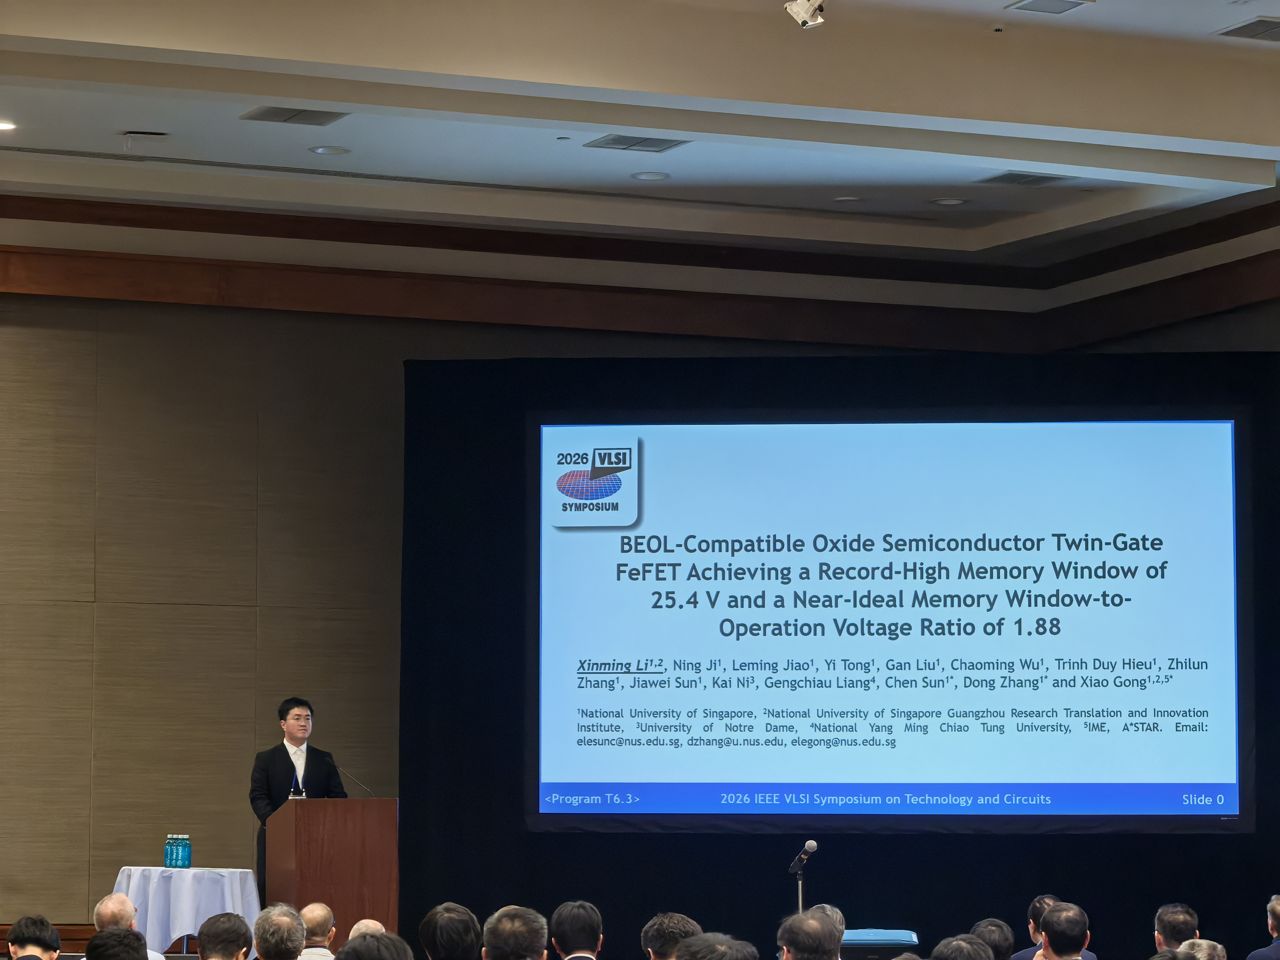 2026 VLSI
SYMPOSIUM
BEOL-Compatible Oxide Semiconductor Twin-Gate
FeFET Achieving a Record-High Memory Window of
25.4 V and a Near-Ideal Memory Window-to-
Operation Voltage Ratio of 1.88
Xinming Li¹,², Ning Ji¹, Leming Jiao¹, Yi Tong¹, Gan Liu¹, Chaoming Wu¹, Trinh Duy Hieu¹, Zhilun
Zhang¹, Jiawei Sun¹, Kai Ni³, Gengchiau Liang⁴, Chen Sun¹*, Dong Zhang¹* and Xiao Gong¹,²,⁵*
¹National University of Singapore, ²National University of Singapore Guangzhou Research Translation and Innovation
Institute, ³University of Notre Dame, ⁴National Yang Ming Chiao Tung University, ⁵IME, A*STAR. Email:
elesunc@nus.edu.sg, dzhang@u.nus.edu, elegong@nus.edu.sg
<Program T6.3> 2026 IEEE VLSI Symposium on Technology and Circuits Slide 0